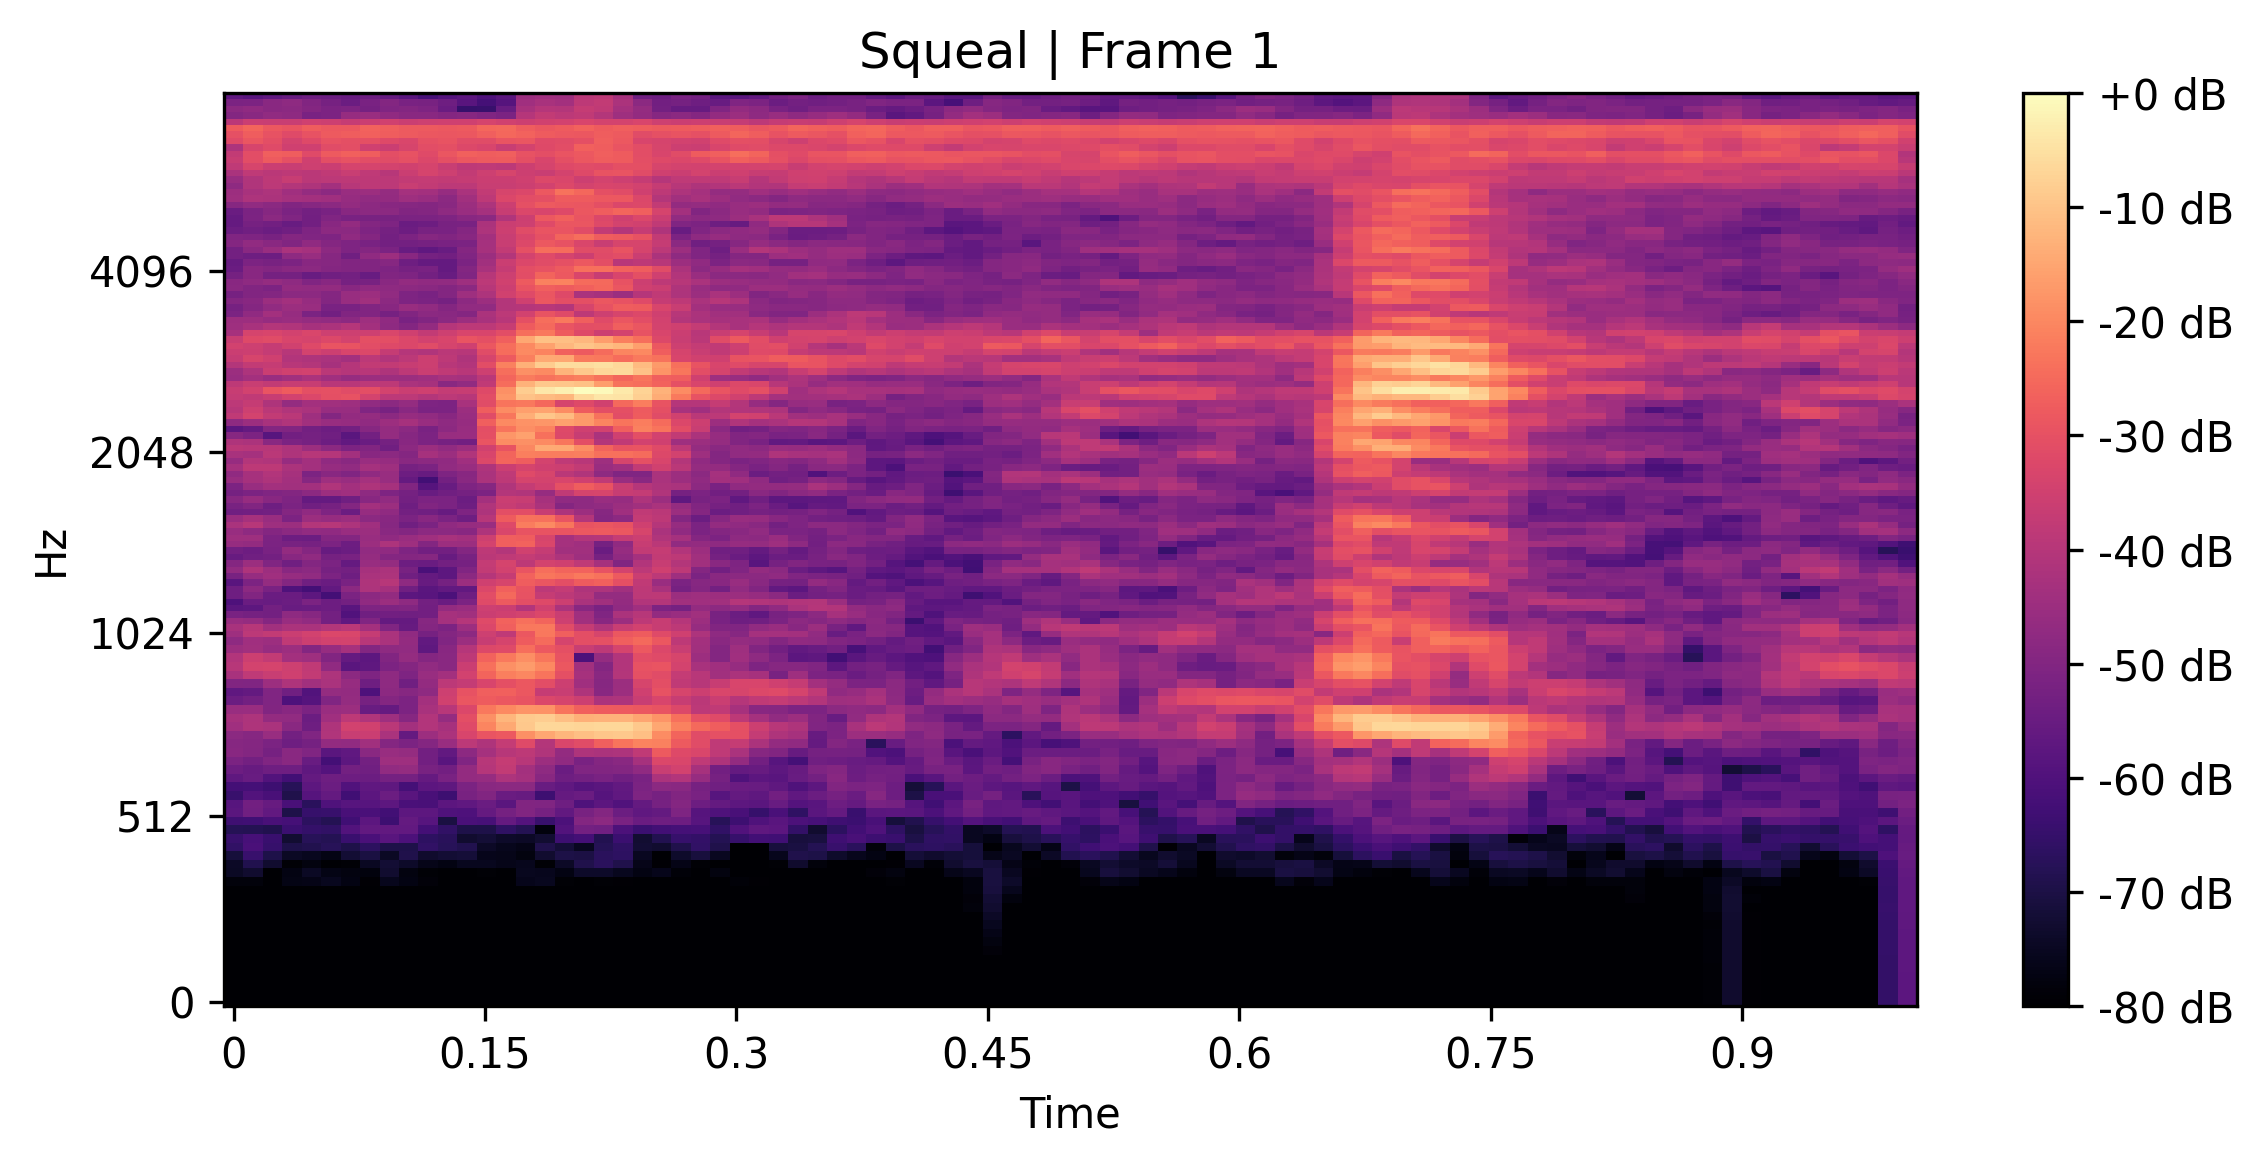 Squeal | Frame 1
+0 dB
-10 dB
4096
-20 dB
-30 dB
2048
-40 dB
Hz
1024
-50 dB
512
-60 dB
-70 dB
0
-80 dB
0 0.15 0.3 0.45 0.6 0.75 0.9
Time